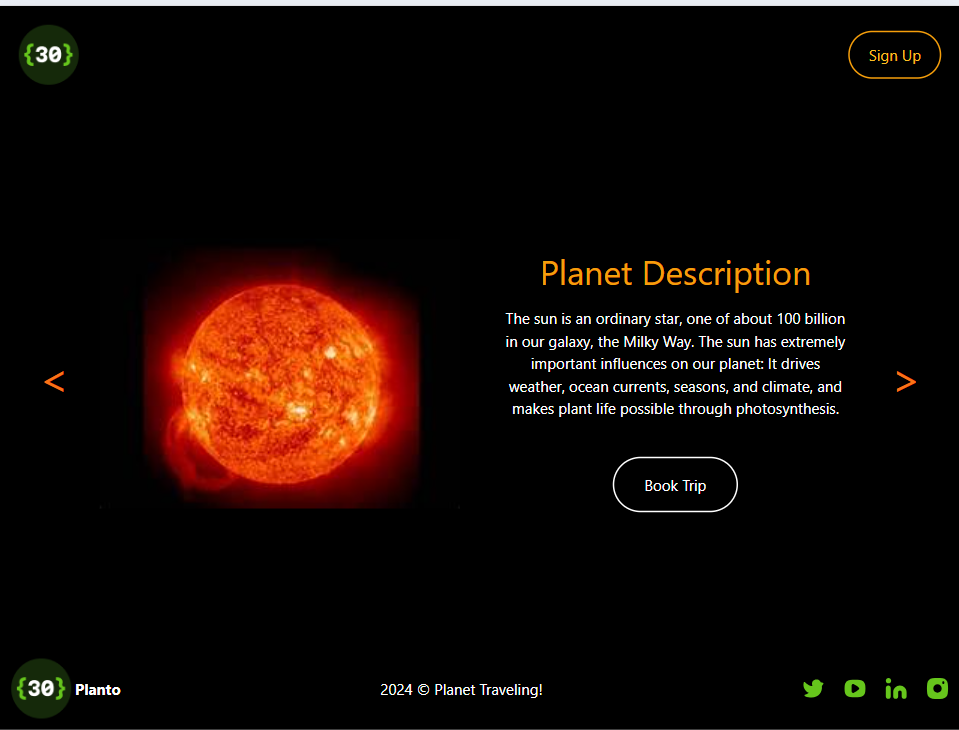 {30}
Sign Up
Planet Description
The sun is an ordinary star, one of about 100 billion
in our galaxy, the Milky Way. The sun has extremely
important influences on our planet: It drives
weather, ocean currents, seasons, and climate, and
makes plant life possible through photosynthesis.
<
>
Book Trip
{30} Planto
2024 © Planet Traveling!
in